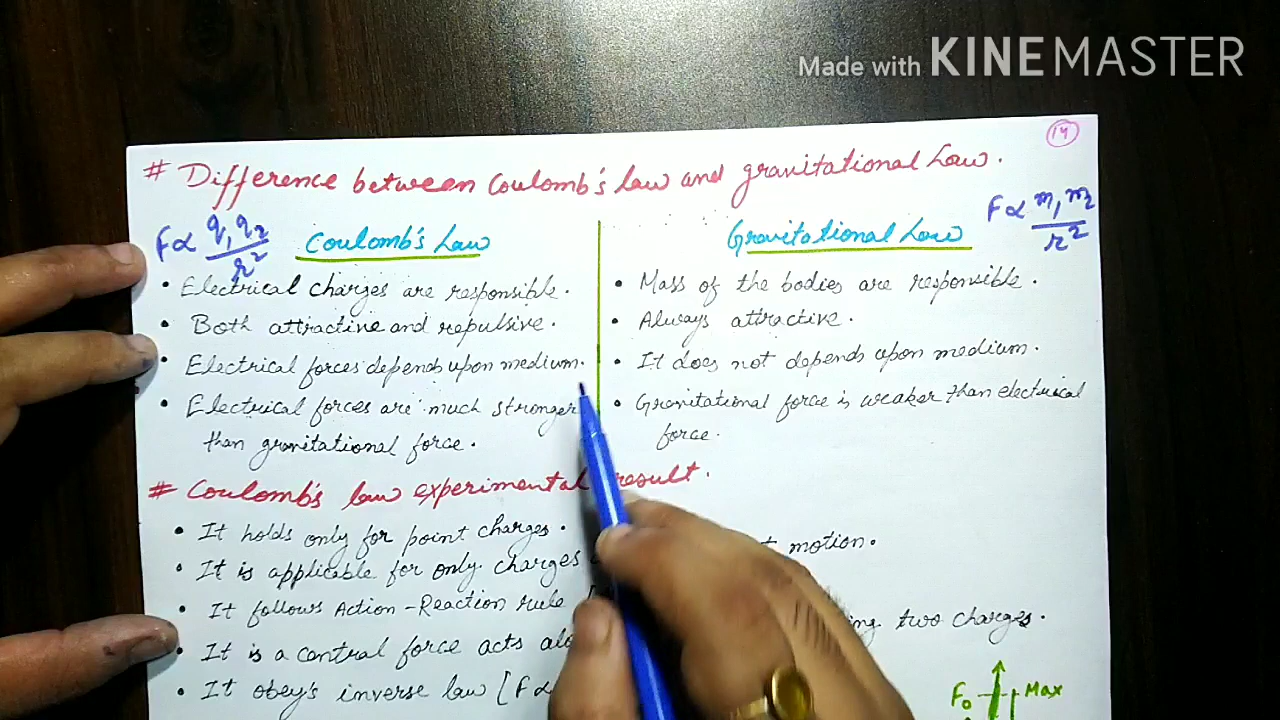 Made with KINEMASTER
14
# Difference between Coulomb's law and gravitational Law.
F∝ q1q2/r²
Coulomb's Law
• Electrical charges are responsible.
• Both attractive and repulsive.
• Electrical forces depends upon medium.
• Electrical forces are much stronger
than gravitational force.
Gravitational Law
F∝ m1m2/r²
• Mass of the bodies are responsible.
• Always attractive.
• It does not depends upon medium.
• Gravitational force is weaker than electrical
force.
# Coulomb's law experimental result.
• It holds only for point charges.
• It is applicable for only charges motion.
• It follows Action-Reaction rule [
• It is a central force acts two charges.
• It obey's inverse law [F∝
F0 Max